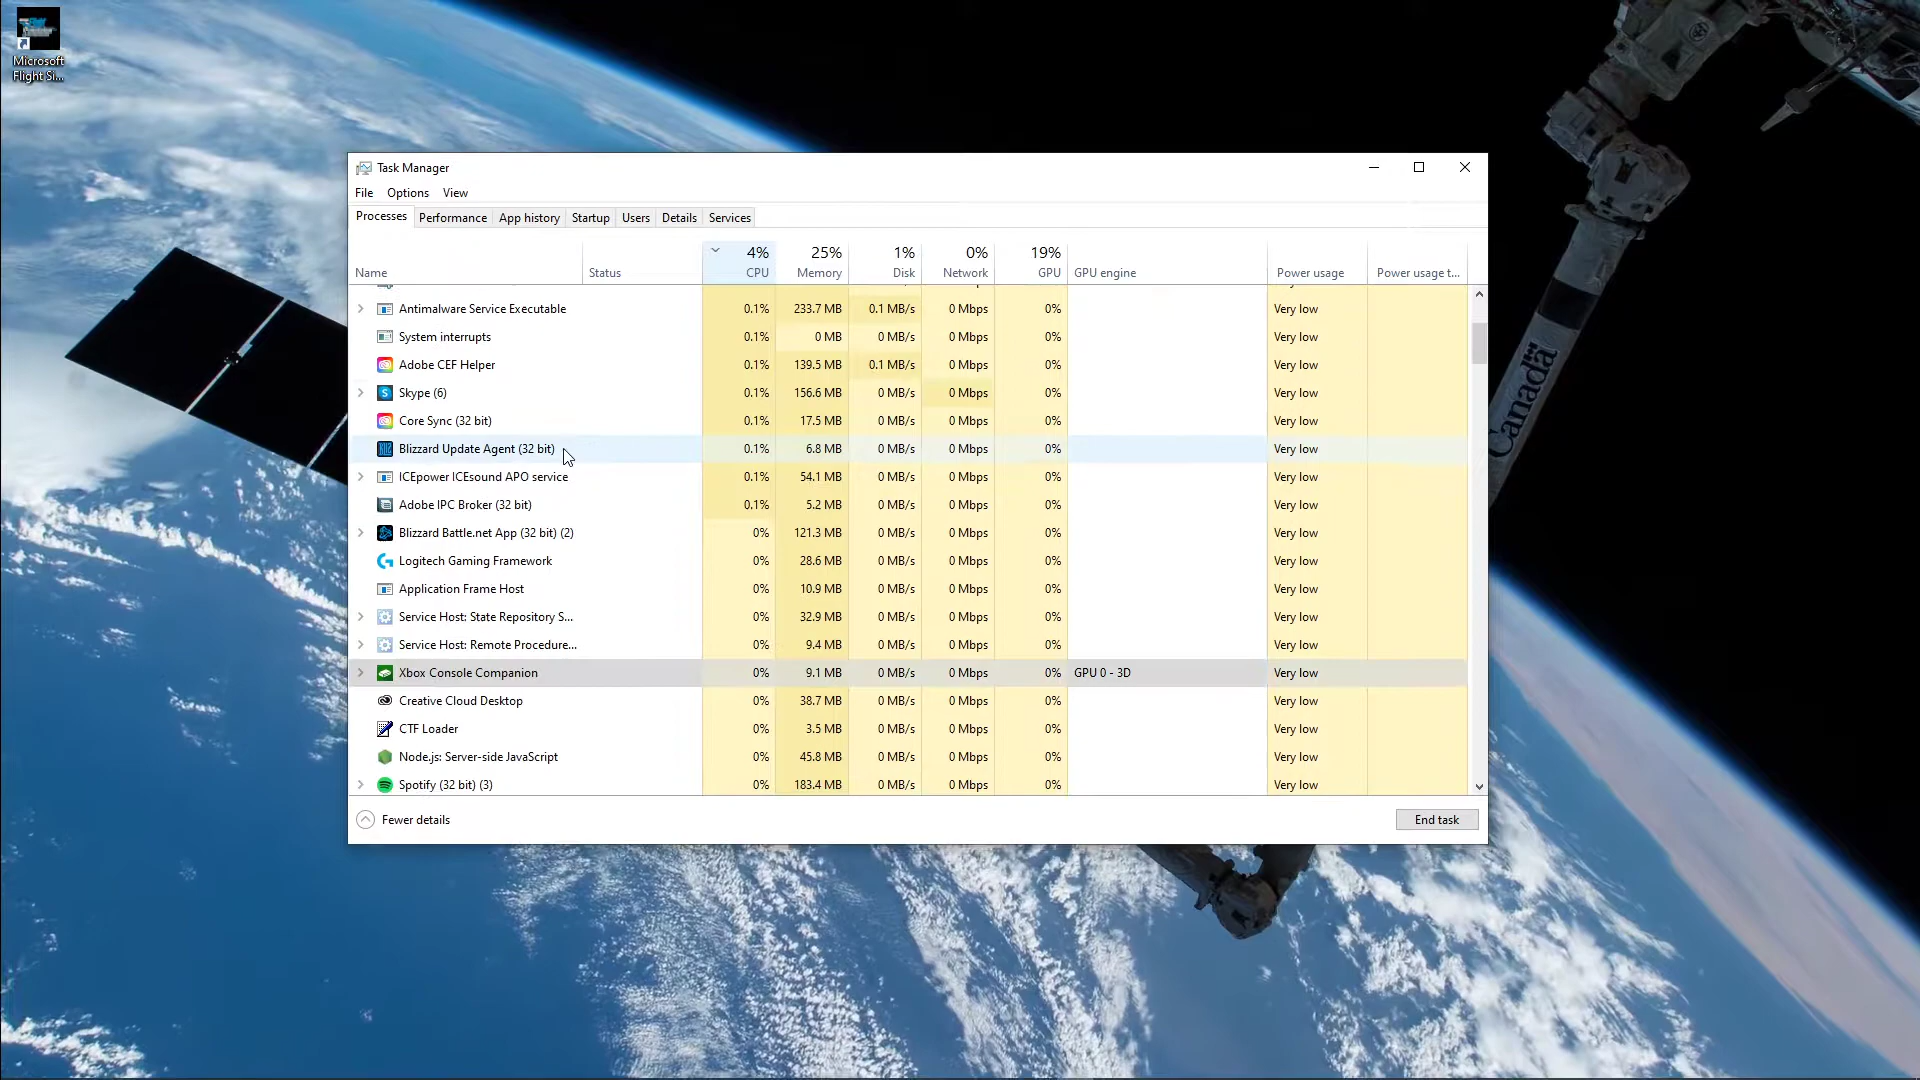 Microsoft
Flight Si...
Task Manager
File Options View
Processes Performance App history Startup Users Details Services
4% 25% 1% 0% 19%
Name Status CPU Memory Disk Network GPU GPU engine Power usage Power usage t...
Antimalware Service Executable 0.1% 233.7 MB 0.1 MB/s 0 Mbps 0% Very low
System interrupts 0.1% 0 MB 0 MB/s 0 Mbps 0% Very low
Adobe CEF Helper 0.1% 139.5 MB 0.1 MB/s 0 Mbps 0% Very low
Skype (6) 0.1% 156.6 MB 0 MB/s 0 Mbps 0% Very low
Core Sync (32 bit) 0.1% 17.5 MB 0 MB/s 0 Mbps 0% Very low
Blizzard Update Agent (32 bit) 0.1% 6.8 MB 0 MB/s 0 Mbps 0% Very low
ICEpower ICEsound APO service 0.1% 54.1 MB 0 MB/s 0 Mbps 0% Very low
Adobe IPC Broker (32 bit) 0.1% 5.2 MB 0 MB/s 0 Mbps 0% Very low
Blizzard Battle.net App (32 bit) (2) 0% 121.3 MB 0 MB/s 0 Mbps 0% Very low
Logitech Gaming Framework 0% 28.6 MB 0 MB/s 0 Mbps 0% Very low
Application Frame Host 0% 10.9 MB 0 MB/s 0 Mbps 0% Very low
Service Host: State Repository S... 0% 32.9 MB 0 MB/s 0 Mbps 0% Very low
Service Host: Remote Procedure... 0% 9.4 MB 0 MB/s 0 Mbps 0% Very low
Xbox Console Companion 0% 9.1 MB 0 MB/s 0 Mbps 0% GPU 0 - 3D Very low
Creative Cloud Desktop 0% 38.7 MB 0 MB/s 0 Mbps 0% Very low
CTF Loader 0% 3.5 MB 0 MB/s 0 Mbps 0% Very low
Node.js: Server-side JavaScript 0% 45.8 MB 0 MB/s 0 Mbps 0% Very low
Spotify (32 bit) (3) 0% 183.4 MB 0 MB/s 0 Mbps 0% Very low
Fewer details End task
Canada